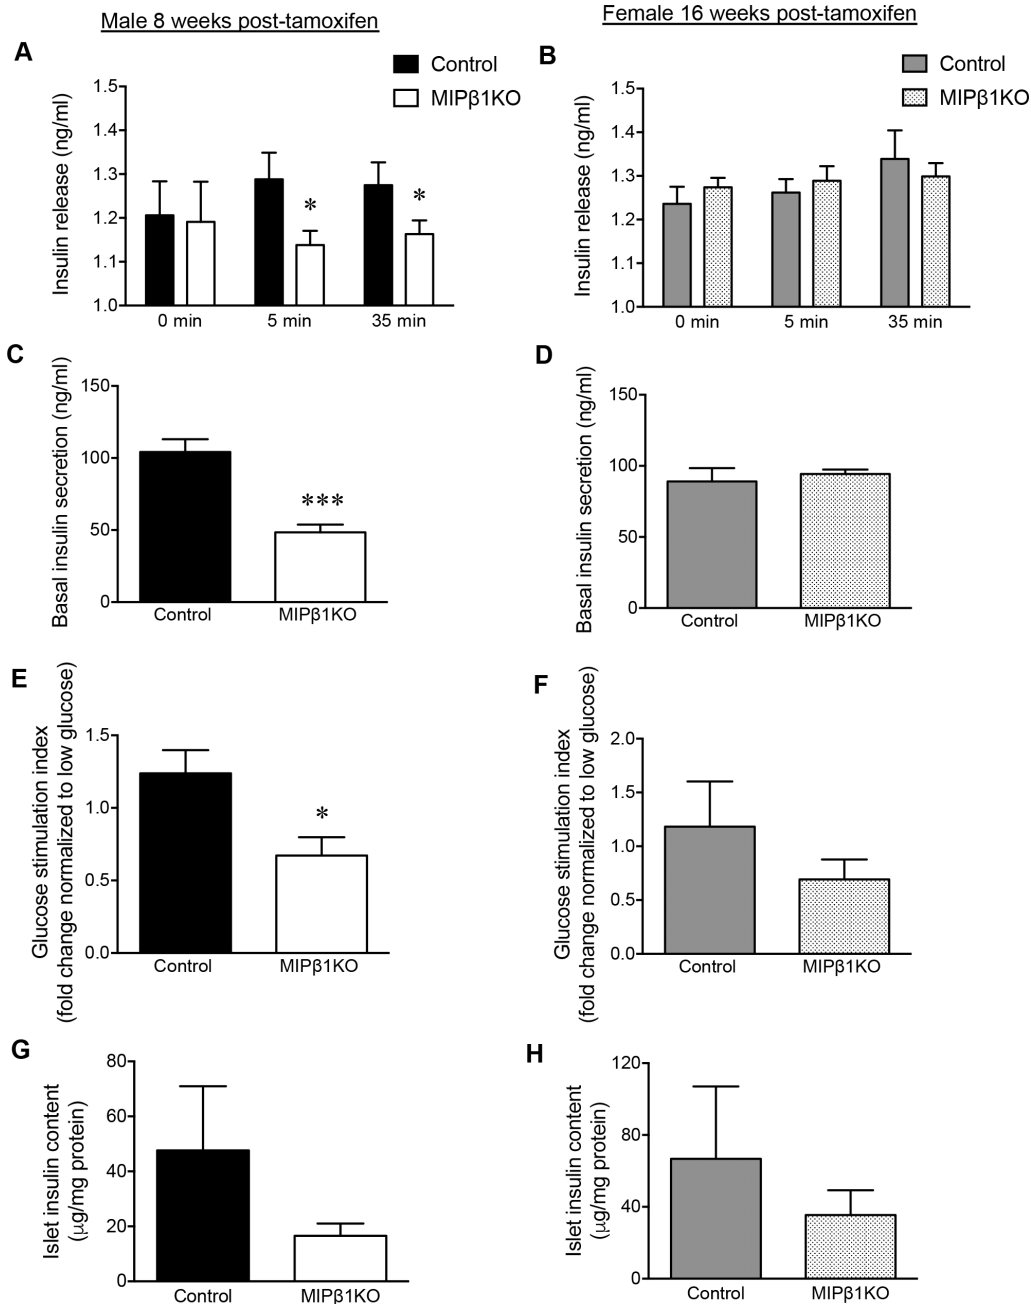 Male 8 weeks post-tamoxifen
Female 16 weeks post-tamoxifen
A
Control
MIPβ1KO
Insulin release (ng/ml)
1.5
1.4
1.3
1.2
1.1
1.0
*
*
0 min
5 min
35 min
B
Control
MIPβ1KO
Insulin release (ng/ml)
1.5
1.4
1.3
1.2
1.1
1.0
0 min
5 min
35 min
C
Basal insulin secretion (ng/ml)
150
100
50
0
***
Control
MIPβ1KO
D
Basal insulin secretion (ng/ml)
150
100
50
0
Control
MIPβ1KO
E
Glucose stimulation index
(fold change normalized to low glucose)
1.5
1.0
0.5
0.0
*
Control
MIPβ1KO
F
Glucose stimulation index
(fold change normalized to low glucose)
2.0
1.5
1.0
0.5
0.0
Control
MIPβ1KO
G
Islet insulin content
(μg/mg protein)
80
60
40
20
0
Control
MIPβ1KO
H
Islet insulin content
(μg/mg protein)
120
80
40
0
Control
MIPβ1KO